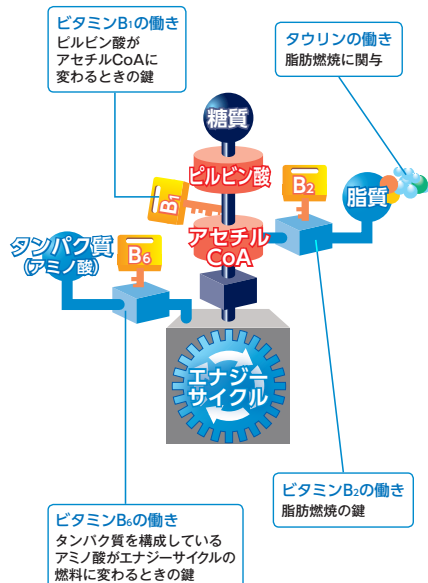 ビタミンB1の働き
ピルビン酸が
アセチルCoAに
変わるときの鍵
タウリンの働き
脂肪燃焼に関与
糖質
ピルビン酸
B1
B2
脂質
アセチル
CoA
タンパク質
(アミノ酸)
B6
エナジー
サイクル
ビタミンB2の働き
脂肪燃焼の鍵
ビタミンB6の働き
タンパク質を構成している
アミノ酸がエナジーサイクルの
燃料に変わるときの鍵